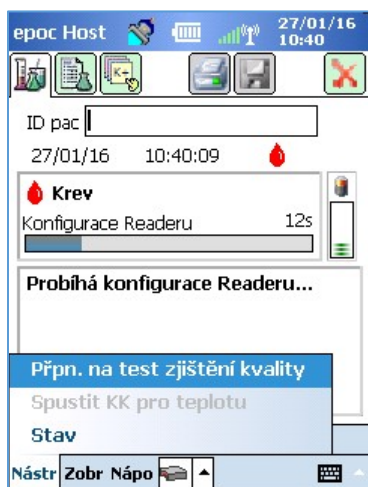 epoc Host 27/01/16
10:40
K+
ID pac
27/01/16 10:40:09
Krev
Konfigurace Readeru 12s
Probíhá konfigurace Readeru...
Přpn. na test zjištění kvality
Spustit KK pro teplotu
Stav
Nástr Zobr Nápo